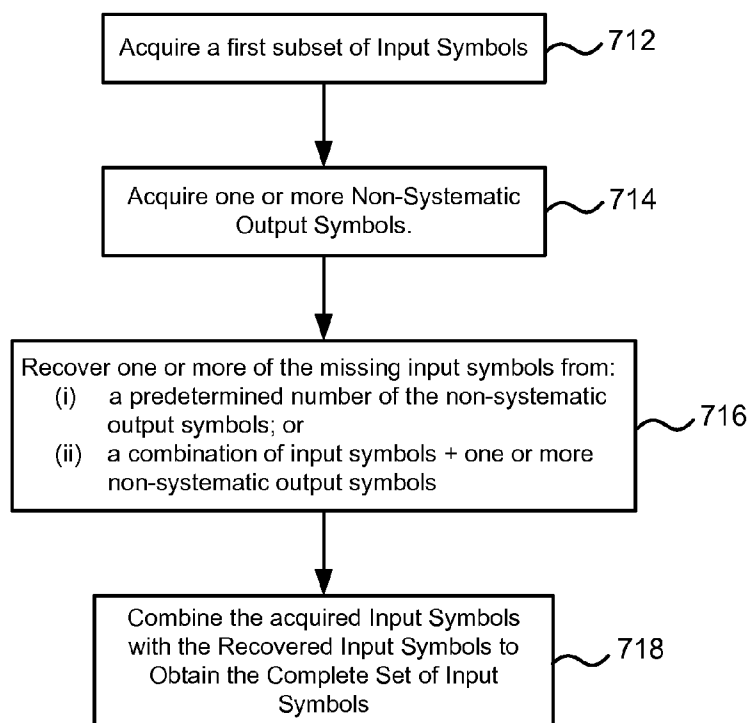 Acquire a first subset of Input Symbols
712
Acquire one or more Non-Systematic
Output Symbols.
714
Recover one or more of the missing input symbols from:
(i) a predetermined number of the non-systematic
output symbols; or
(ii) a combination of input symbols + one or more
non-systematic output symbols
716
Combine the acquired Input Symbols
with the Recovered Input Symbols to
Obtain the Complete Set of Input
Symbols
718